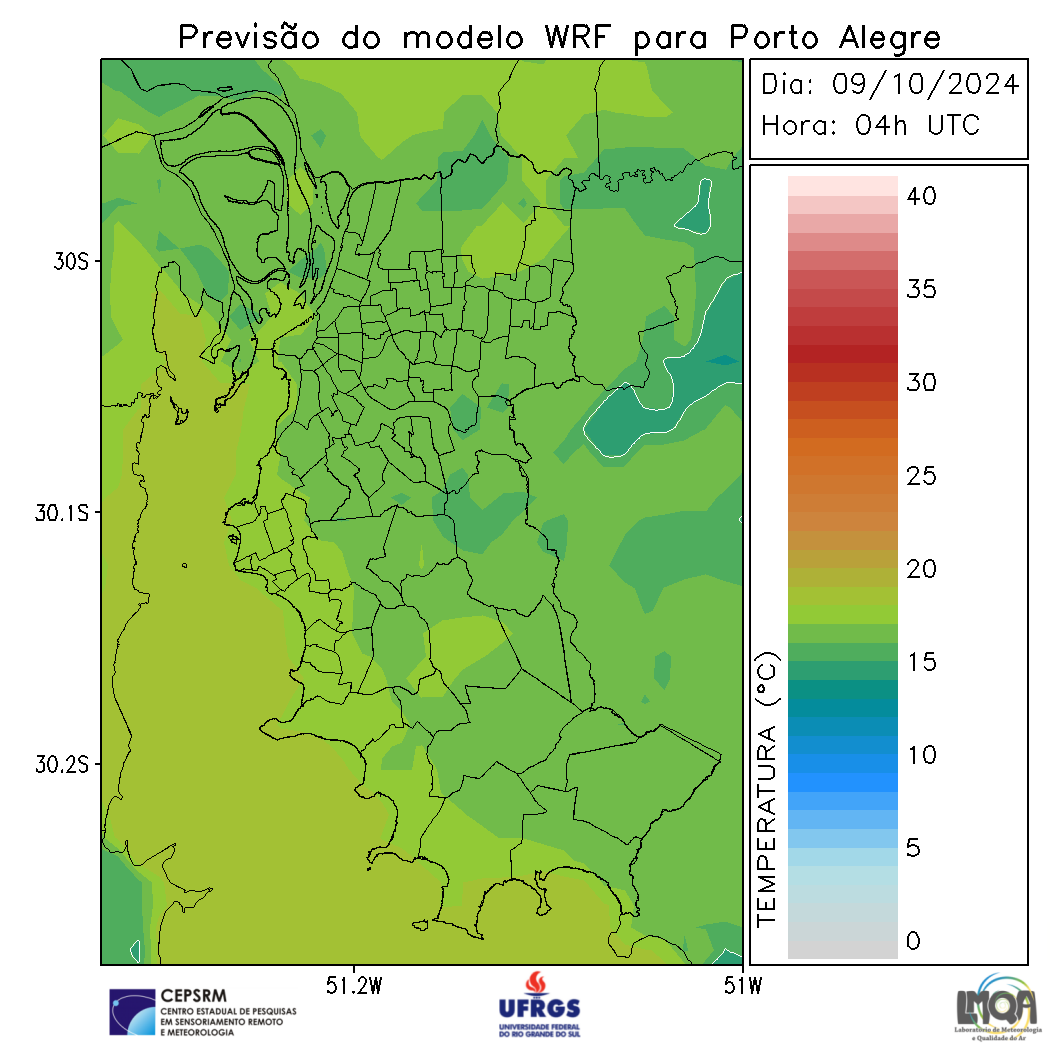 Previsão do modelo WRF para Porto Alegre
Dia: 09/10/2024
Hora: 04h UTC
40
35
30
25
20
15
10
5
0
TEMPERATURA (°C)
30S
30.1S
30.2S
51.2W
51W
CEPSRM
CENTRO ESTADUAL DE PESQUISAS
EM SENSORIAMENTO REMOTO
E METEOROLOGIA
UFRGS
UNIVERSIDADE FEDERAL
DO RIO GRANDE DO SUL
LMQA
Laboratório de Meteorologia
e Qualidade do Ar